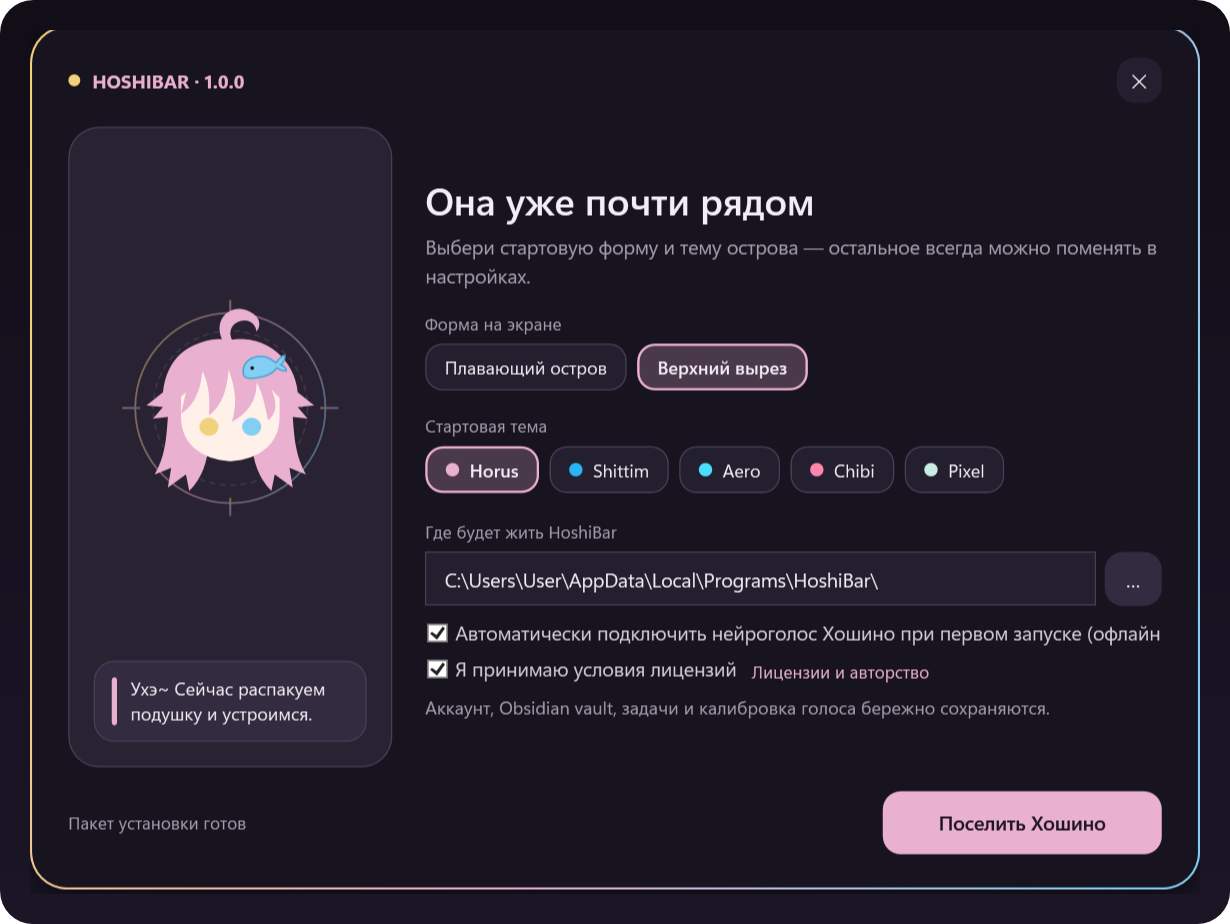 HOSHIBAR · 1.0.0
Она уже почти рядом
Выбери стартовую форму и тему острова — остальное всегда можно поменять в
настройках.
Форма на экране
Плавающий остров
Верхний вырез
Стартовая тема
Horus
Shittim
Aero
Chibi
Pixel
Где будет жить HoshiBar
C:\Users\User\AppData\Local\Programs\HoshiBar\
...
Автоматически подключить нейроголос Хошино при первом запуске (офлайн
Я принимаю условия лицензий
Лицензии и авторство
Аккаунт, Obsidian vault, задачи и калибровка голоса бережно сохраняются.
Ухэ~ Сейчас распакуем
подушку и устроимся.
Пакет установки готов
Поселить Хошино